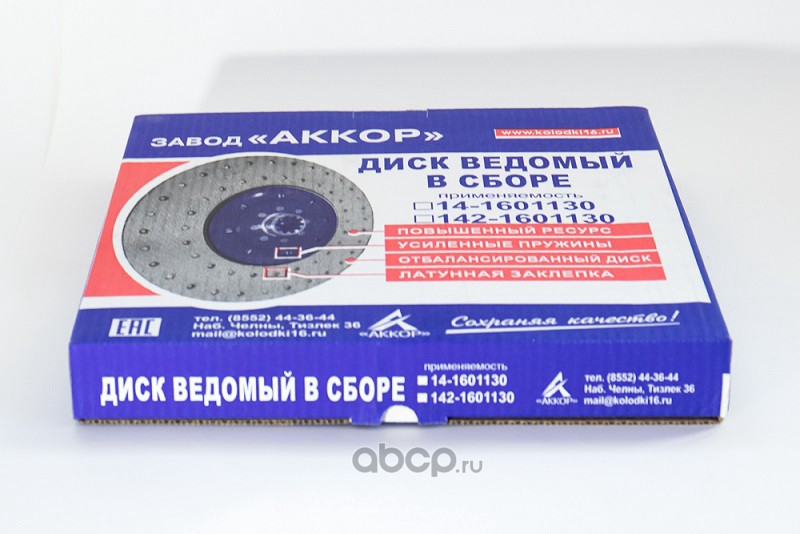 ЗАВОД «АККОР»
www.kolodki16.ru
ДИСК ВЕДОМЫЙ
В СБОРЕ
применяемость
14-1601130
142-1601130
ПОВЫШЕННЫЙ РЕСУРС
УСИЛЕННЫЕ ПРУЖИНЫ
ОТБАЛАНСИРОВАННЫЙ ДИСК
ЛАТУННАЯ ЗАКЛЕПКА
ЕАС
тел. (8552) 44-36-44
Наб. Челны, Тизлек 36
mail@kolodki16.ru
«АККОР»
Сохраняя качество!
ДИСК ВЕДОМЫЙ В СБОРЕ
применяемость
14-1601130
142-1601130
«АККОР»
тел. (8552) 44-36-44
Наб. Челны, Тизлек 36
mail@kolodki16.ru
abcp.ru